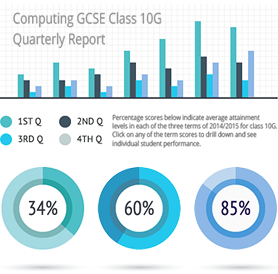 Computing GCSE Class 10G
Quarterly Report
1ST Q
2ND Q
3RD Q
4TH Q
Percentage scores below indicate average attainment
levels in each of the three terms of 2014/2015 for class 10G.
Click on any of the term scores to drill down and see
individual student performance.
34%
60%
85%